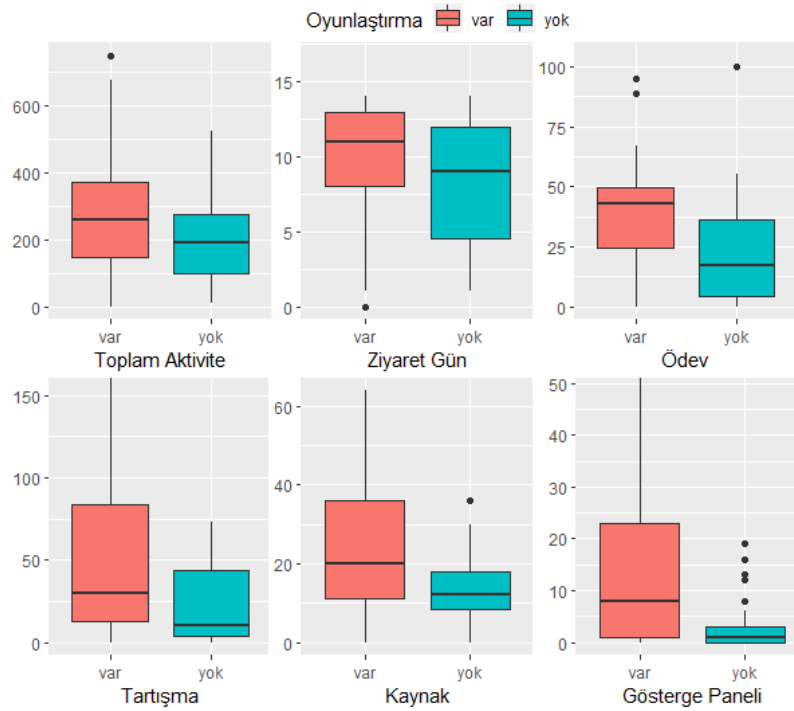 Oyunlaştırma var yok
600
400
200
0
var yok
Toplam Aktivite
15
10
5
0
var yok
Ziyaret Gün
100
75
50
25
0
var yok
Ödev
150
100
50
0
var yok
Tartışma
60
40
20
0
var yok
Kaynak
50
40
30
20
10
0
var yok
Gösterge Paneli